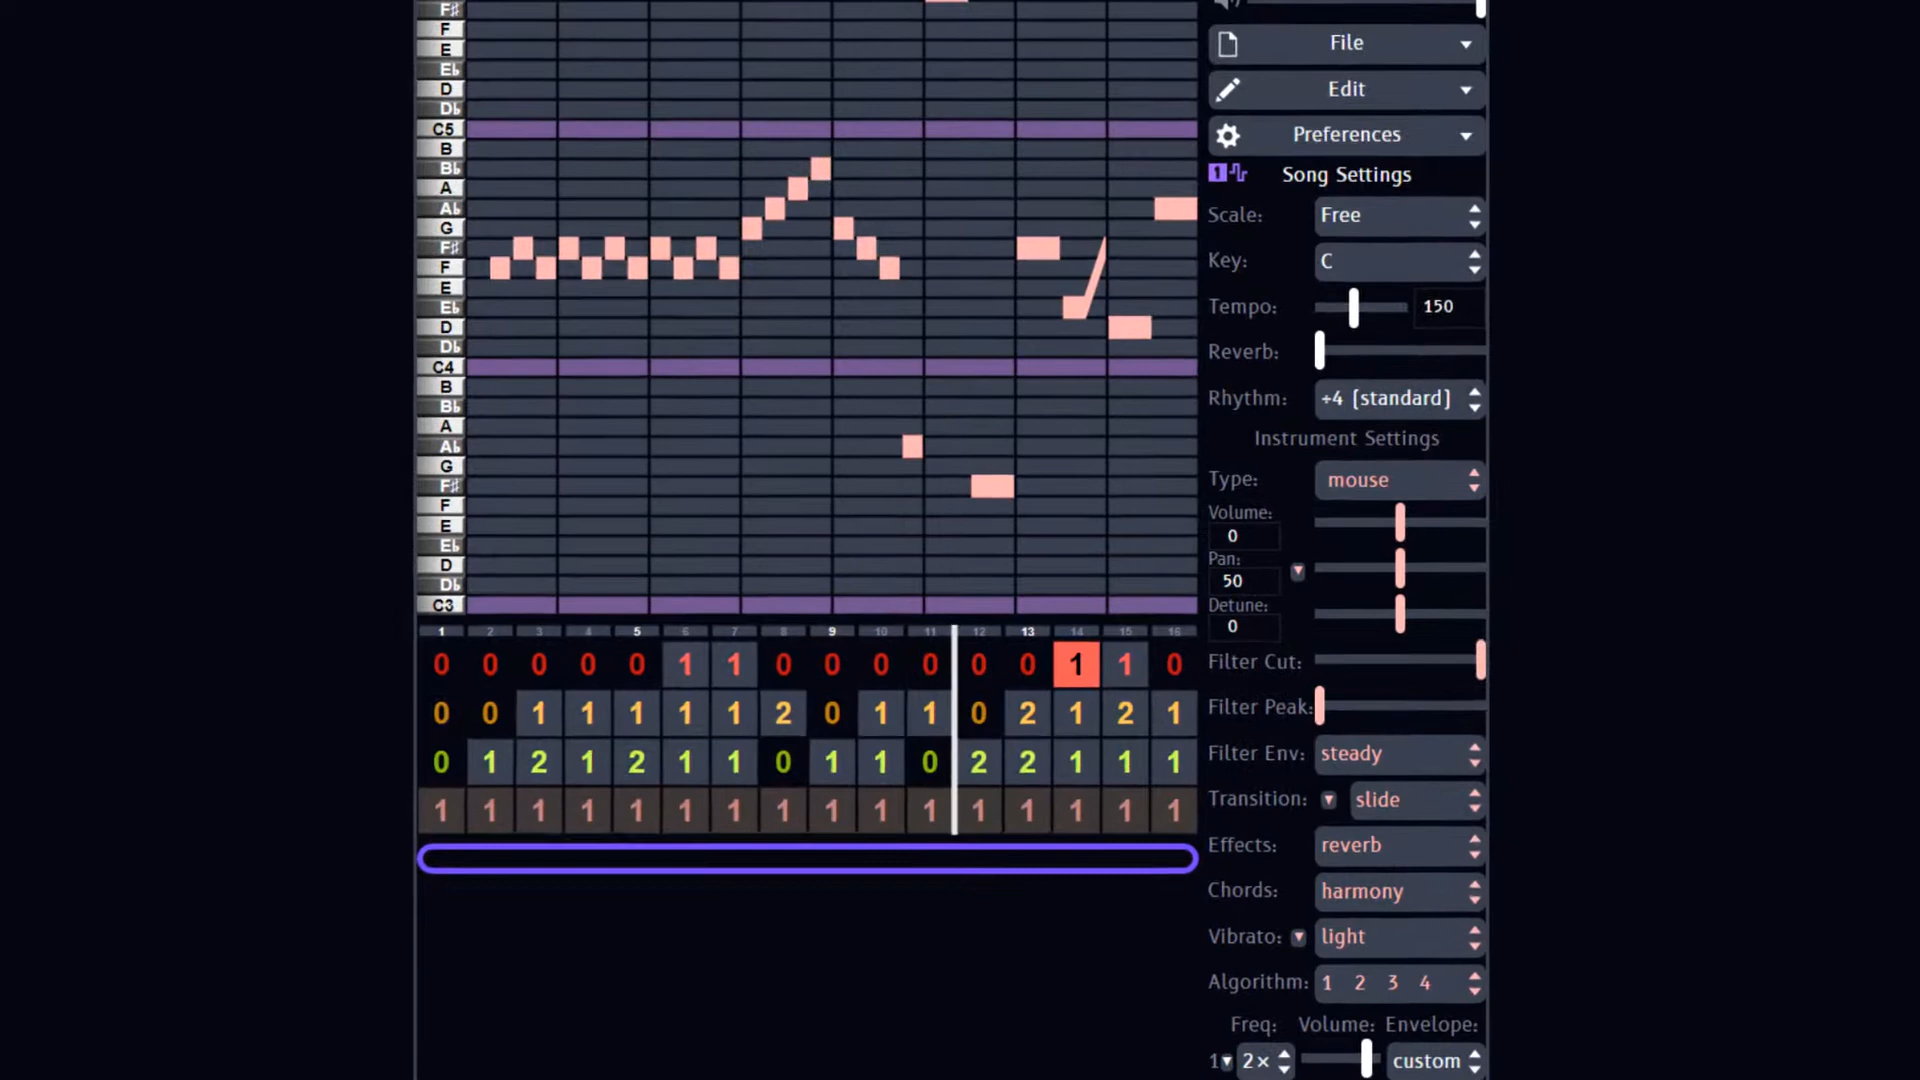 F♯
F
E
E♭
D
D♭
C5
B
B♭
A
A♭
G
F♯
F
E
E♭
D
D♭
C4
B
B♭
A
A♭
G
F♯
F
E
E♭
D
D♭
C3
1 2 3 4 5 6 7 8 9 10 11 12 13 14 15 16
0 0 0 0 0 1 1 0 0 0 0 0 0 1 1 0
0 0 1 1 1 1 1 2 0 1 1 0 2 1 2 1
0 1 2 1 2 1 1 0 1 1 0 2 2 1 1 1
1 1 1 1 1 1 1 1 1 1 1 1 1 1 1 1
File
Edit
Preferences
1 Song Settings
Scale: Free
Key: C
Tempo: 150
Reverb:
Rhythm: +4 (standard)
Instrument Settings
Type: mouse
Volume:
0
Pan:
50
Detune:
0
Filter Cut:
Filter Peak:
Filter Env: steady
Transition: slide
Effects: reverb
Chords: harmony
Vibrato: light
Algorithm: 1 2 3 4
Freq: Volume: Envelope:
1 2× custom